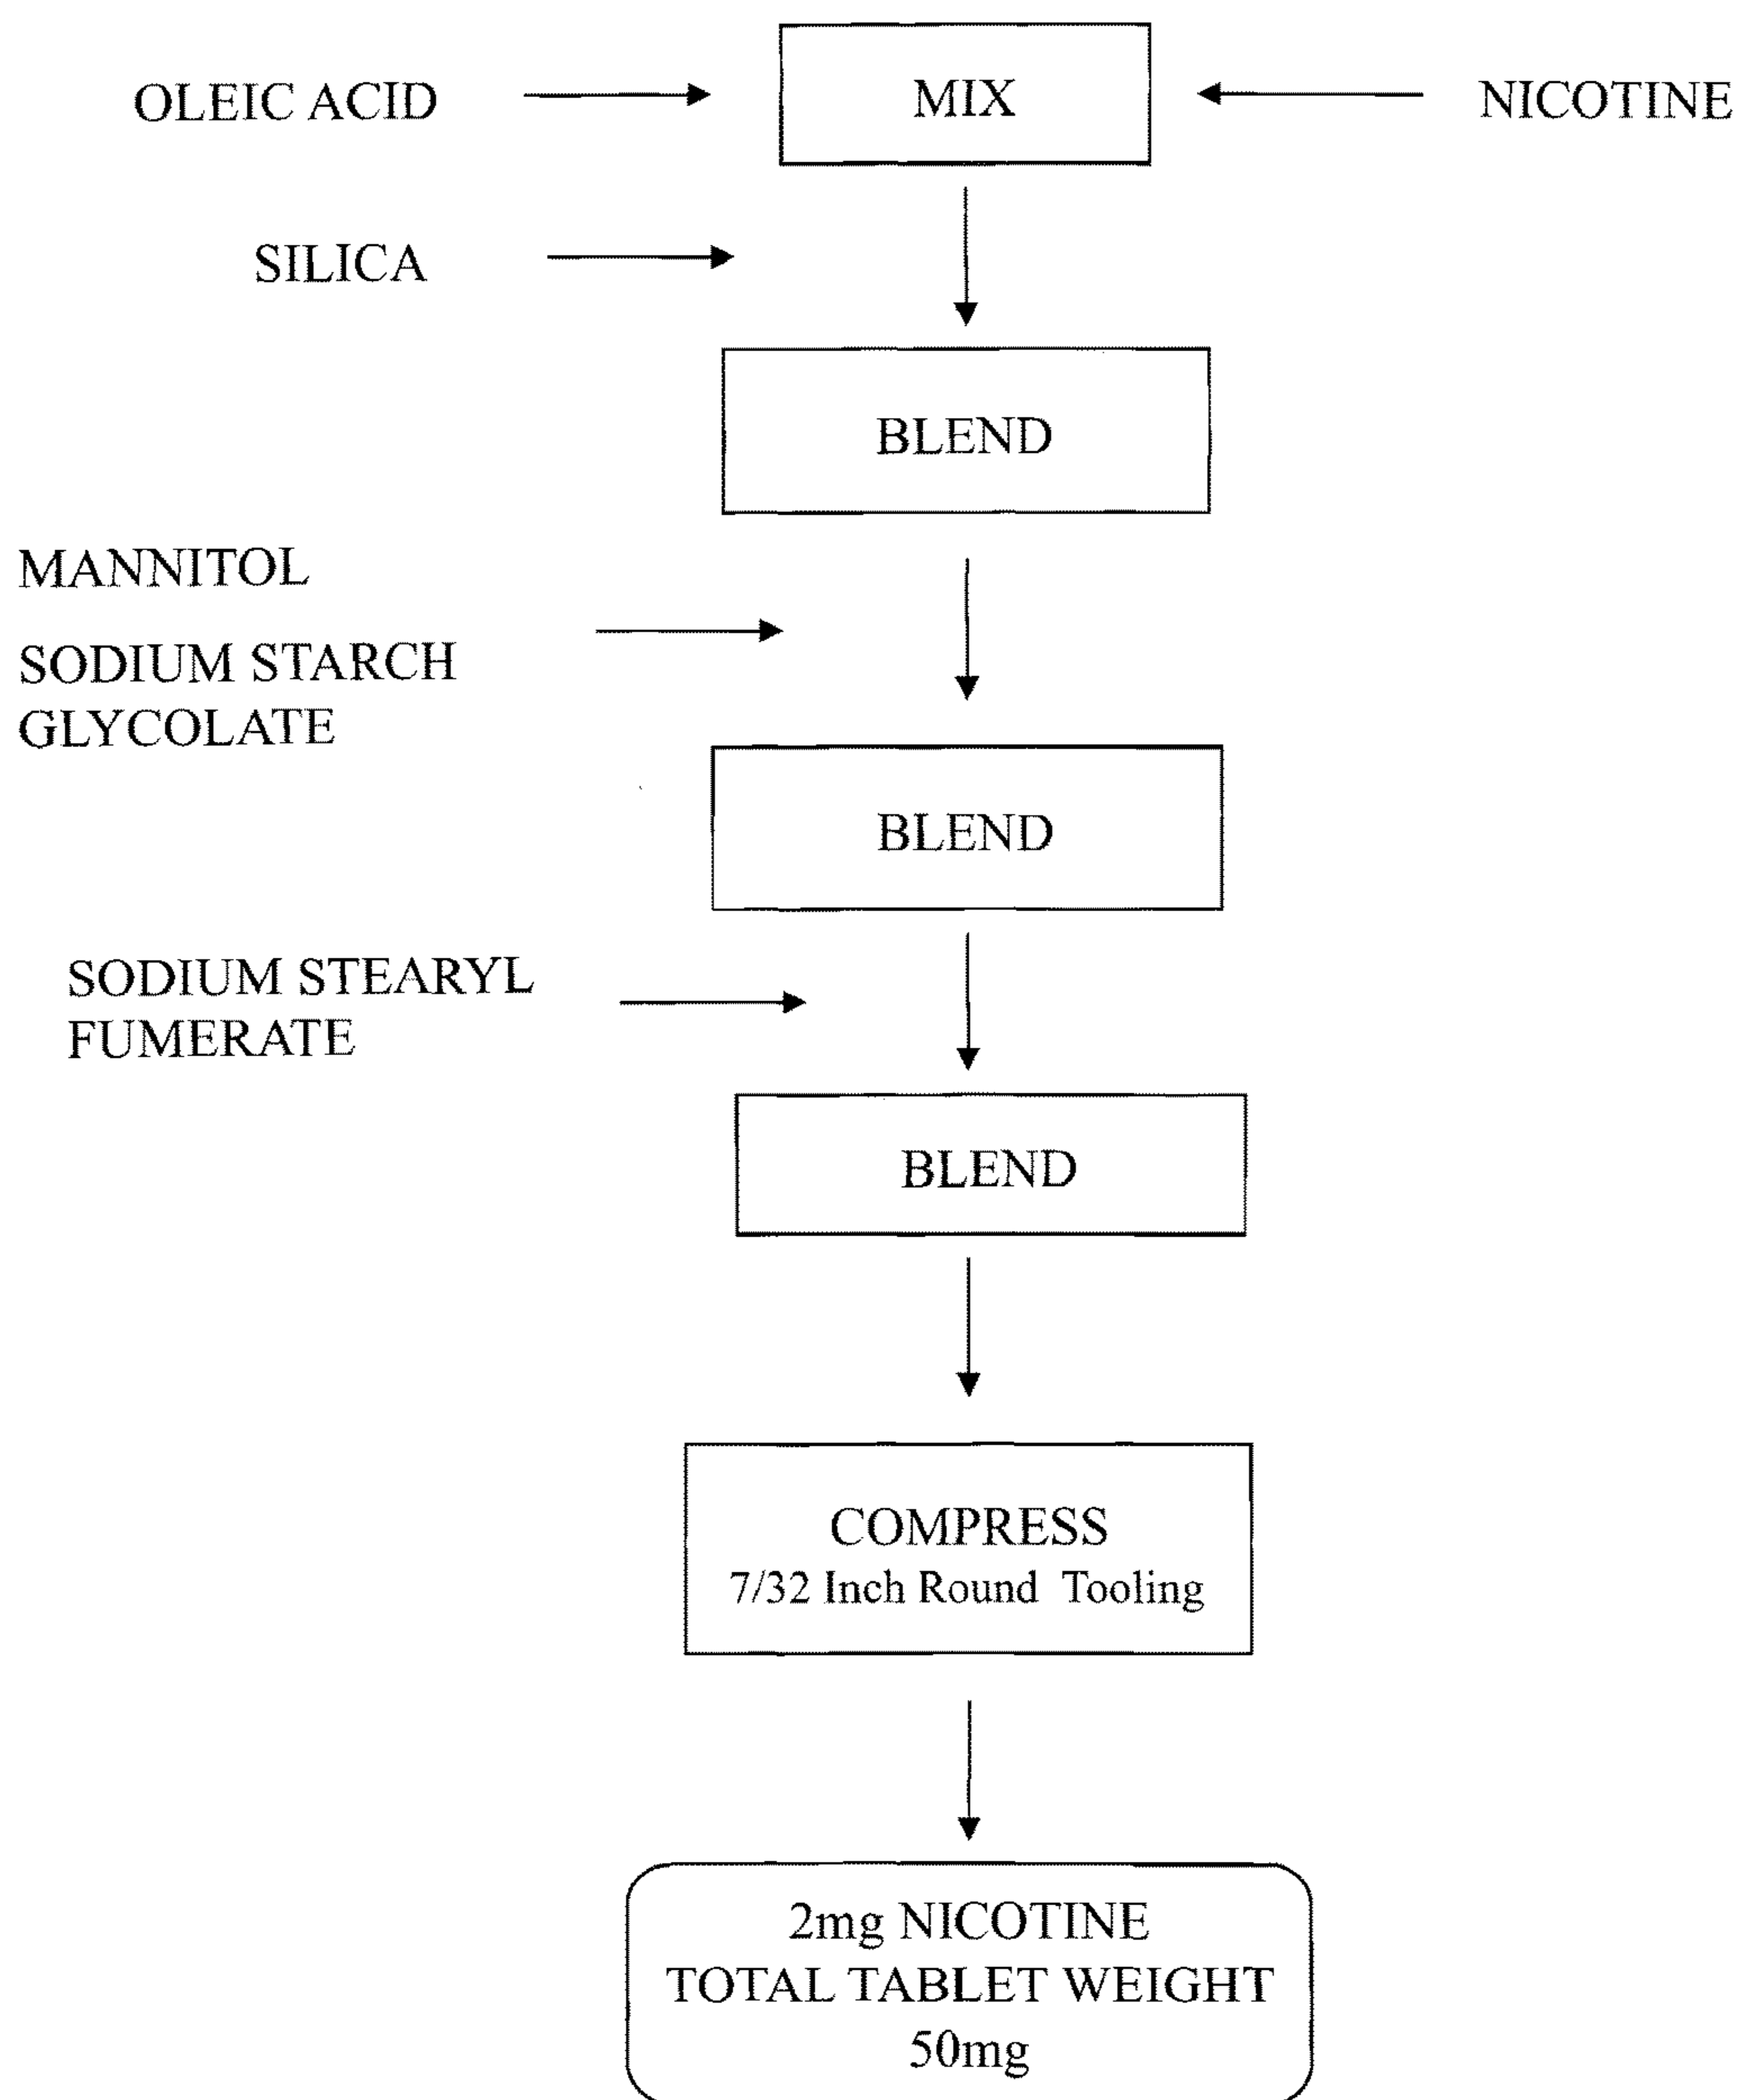 OLEIC ACID
MIX
NICOTINE
SILICA
BLEND
MANNITOL
SODIUM STARCH
GLYCOLATE
BLEND
SODIUM STEARYL
FUMERATE
BLEND
COMPRESS
7/32 Inch Round Tooling
2mg NICOTINE
TOTAL TABLET WEIGHT
50mg